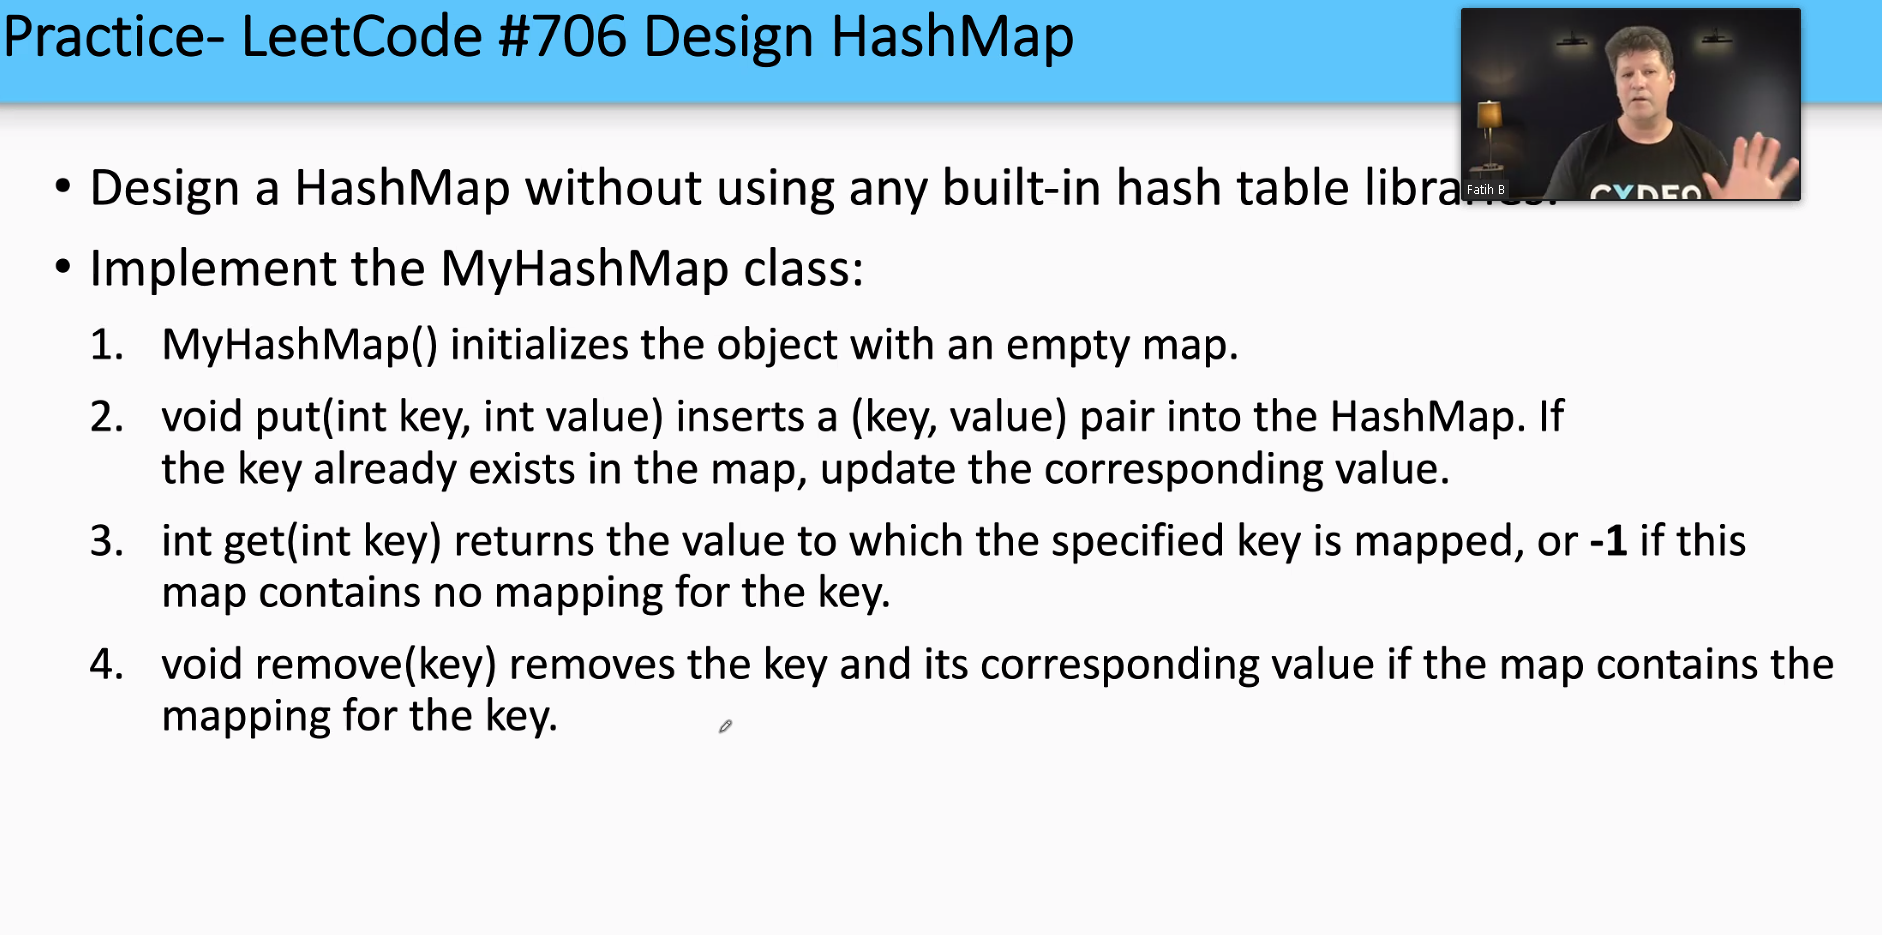 Practice- LeetCode #706 Design HashMap
• Design a HashMap without using any built-in hash table libraries.
Fatih B
CYDEO
• Implement the MyHashMap class:
1. MyHashMap() initializes the object with an empty map.
2. void put(int key, int value) inserts a (key, value) pair into the HashMap. If
the key already exists in the map, update the corresponding value.
3. int get(int key) returns the value to which the specified key is mapped, or -1 if this
map contains no mapping for the key.
4. void remove(key) removes the key and its corresponding value if the map contains the
mapping for the key.